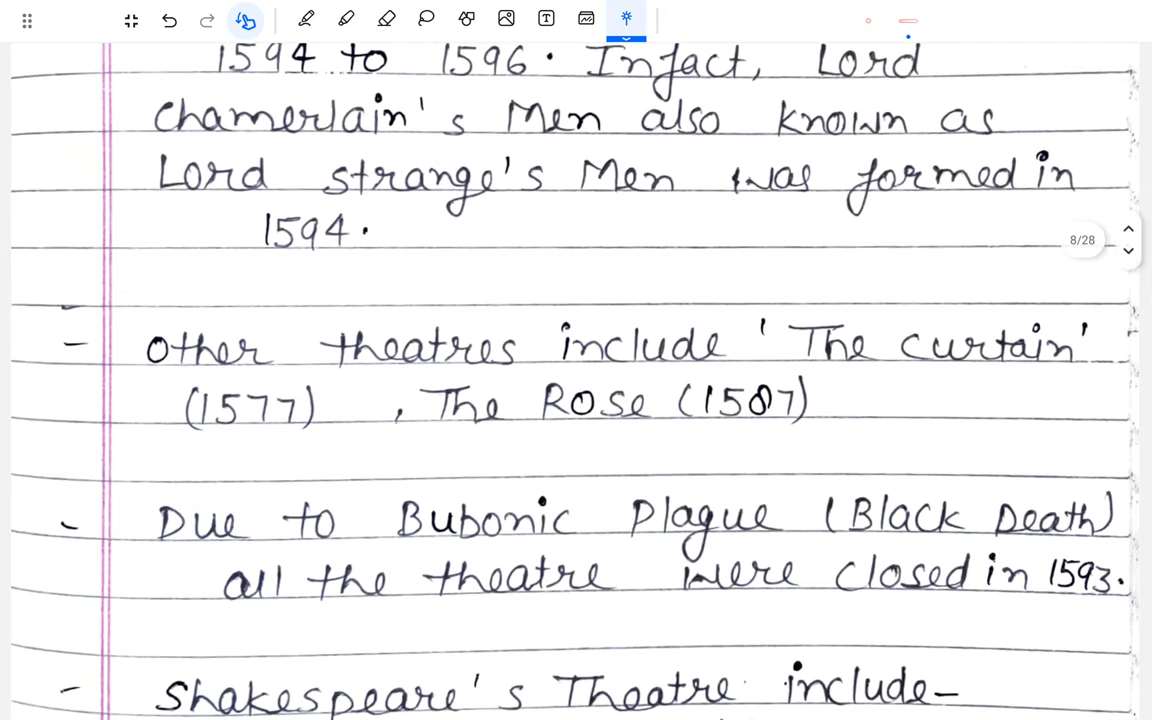 1594 to 1596. Infact, Lord
Chamerlain's Men also known as
Lord strange's Men was formed in
1594.
8/28
- Other theatres include 'The Curtain'
(1577) , The Rose (1587)
- Due to Bubonic Plague (Black Death)
all the theatre were closed in 1593.
- Shakespeare's Theatre include-